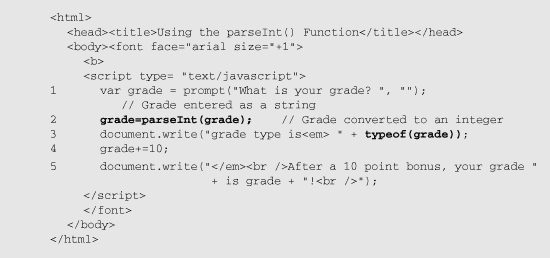 <html>
<head><title>Using the parseInt() Function</title></head>
<body><font face="arial size="+1">
<b>
<script type= "text/javascript">
1 var grade = prompt("What is your grade? ", "");
// Grade entered as a string
2 grade=parseInt(grade); // Grade converted to an integer
3 document.write("grade type is<em> " + typeof(grade));
4 grade+=10;
5 document.write("</em><br />After a 10 point bonus, your grade "
+ is grade + "!<br />");
</script>
</font>
</body>
</html>